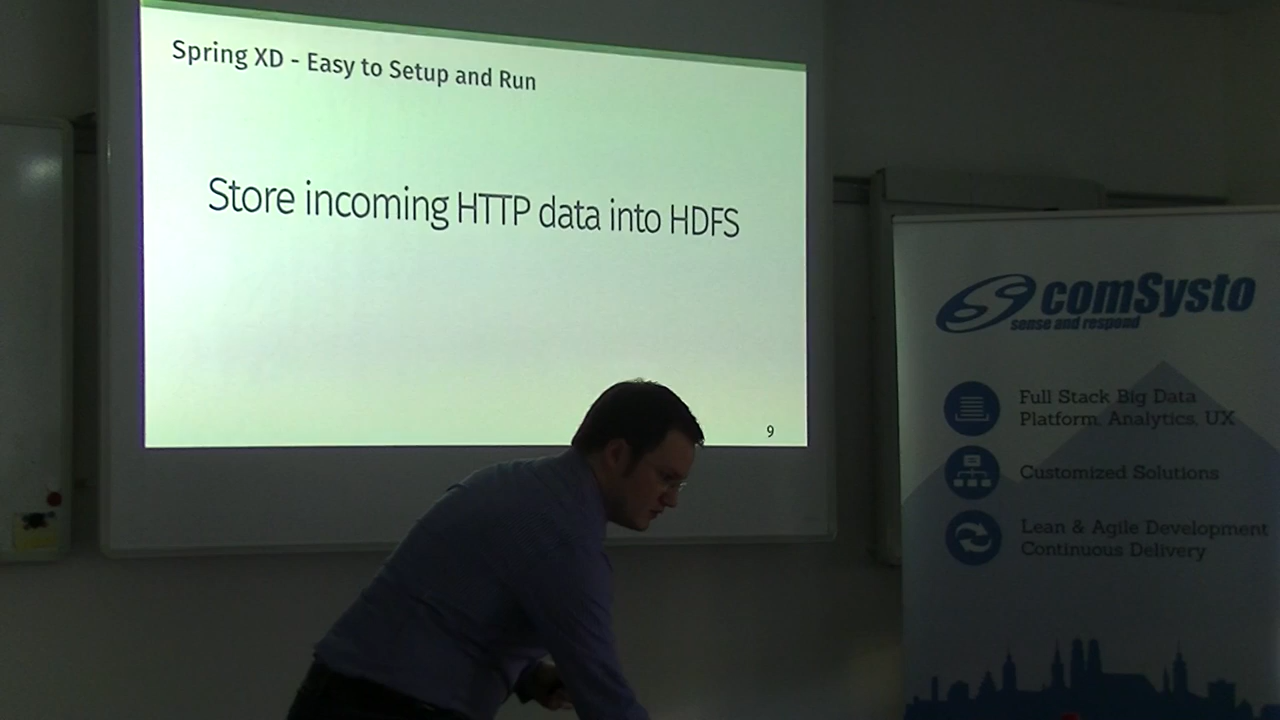 Spring XD - Easy to Setup and Run
Store incoming HTTP data into HDFS
9
comSysto
sense and respond
Full Stack Big Data
Platform, Analytics, UX
Customized Solutions
Lean & Agile Development
Continuous Delivery